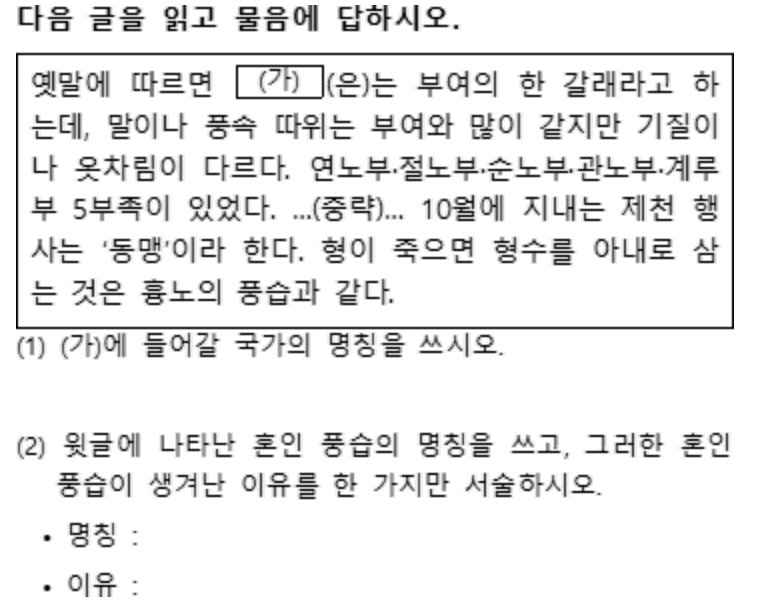 다음 글을 읽고 물음에 답하시오.
옛말에 따르면 (가) (은)는 부여의 한 갈래라고 하
는데, 말이나 풍속 따위는 부여와 많이 같지만 기질이
나 옷차림이 다르다. 연노부·절노부·순노부·관노부·계루
부 5부족이 있었다. ...(중략)... 10월에 지내는 제천 행
사는 '동맹'이라 한다. 형이 죽으면 형수를 아내로 삼
는 것은 흉노의 풍습과 같다.
(1) (가)에 들어갈 국가의 명칭을 쓰시오.
(2) 윗글에 나타난 혼인 풍습의 명칭을 쓰고, 그러한 혼인
풍습이 생겨난 이유를 한 가지만 서술하시오.
• 명칭 :
• 이유 :